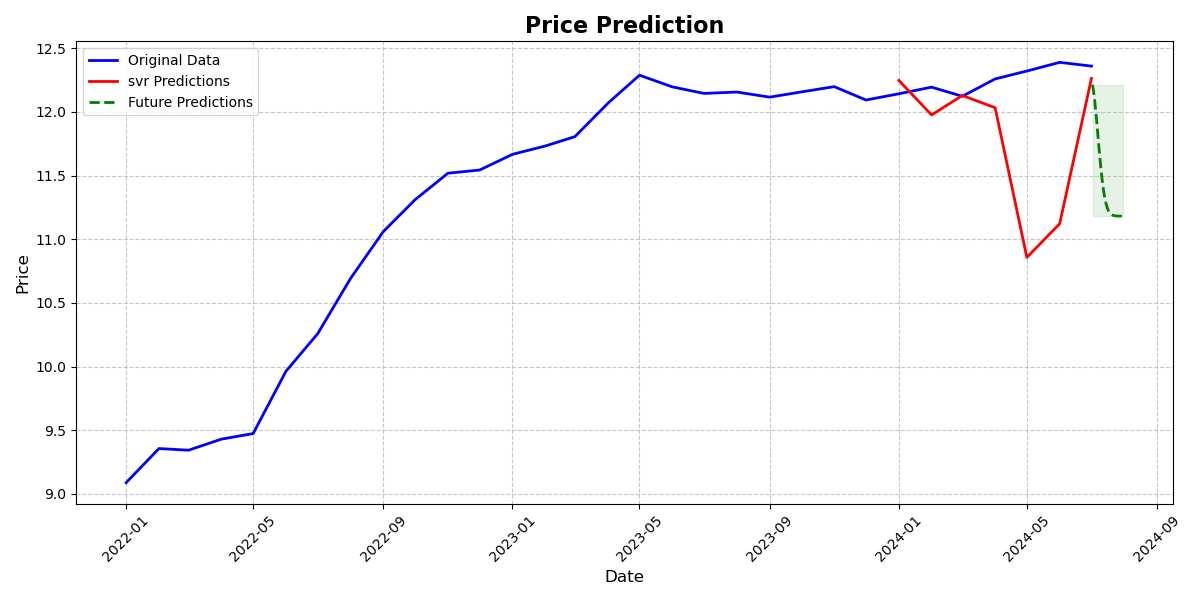 Price Prediction
Original Data
svr Predictions
Future Predictions
Price
12.5
12.0
11.5
11.0
10.5
10.0
9.5
9.0
2022-01
2022-05
2022-09
2023-01
2023-05
2023-09
2024-01
2024-05
2024-09
Date